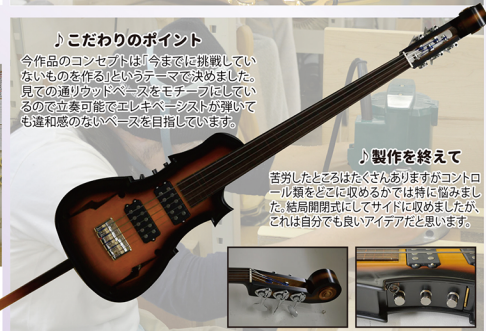 ♪こだわりのポイント
今作品のコンセプトは「今までに挑戦してい
ないものを作る」というテーマで決めました。
見ての通りウッドベースをモチーフにしてい
るので立奏可能でエレキベーシストが弾いて
も違和感のないベースを目指しています。
♪製作を終えて
苦労したところはたくさんありますがコントロ
ール類をどこに収めるかでは特に悩みまし
た。結局開閉式にしてサイドに収めましたが、
これは自分でも良いアイデアだと思います。